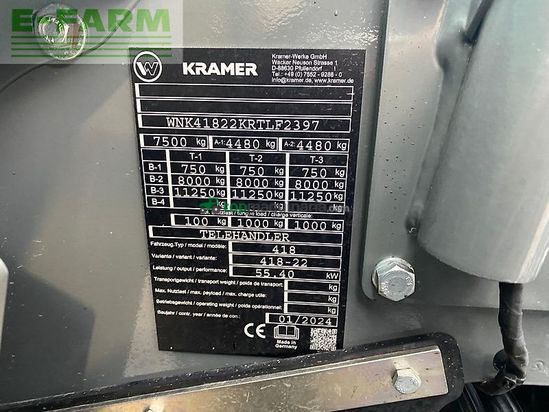 E-FARM
KRAMER
Kramer-Werke GmbH
Wacker Neuson Strasse 1
D-88630 Pfullendorf
Tel.: +49 (0) 7552 - 9288 - 0
info@kramer.de, www.kramer.de
WNK41822KRTLF2397
7500 kg A-1: 4480 kg A-2: 4480 kg
T-1 T-2 T-3
B-1 750 kg 750 kg 750 kg
B-2 8000 kg 8000 kg 8000 kg
B-3 11250 kg 11250 kg 11250 kg
B-4
tung load / charge verticale:
100 kg 1000 kg 1000 kg
TELEHANDLER
Fahrzeug.Typ / model / modèle: 418
Variante / variant / variante: 418-22
Leistung / output / performance: 55.40 kW
Transportgewicht / transport weight / poids de transport: kg
Max. Nutzlast / max. payload / max. charge utile: kg
Betriebsgewicht / operating weight / poids opérationnel: kg
Baujahr / constr. year / année de con.: 01/2024
CE
Made in
Germany